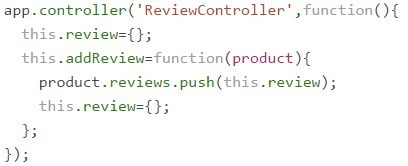 app.controller('ReviewController',function(){
  this.review={};
  this.addReview=function(product){
    product.reviews.push(this.review);
    this.review={};
  };
});